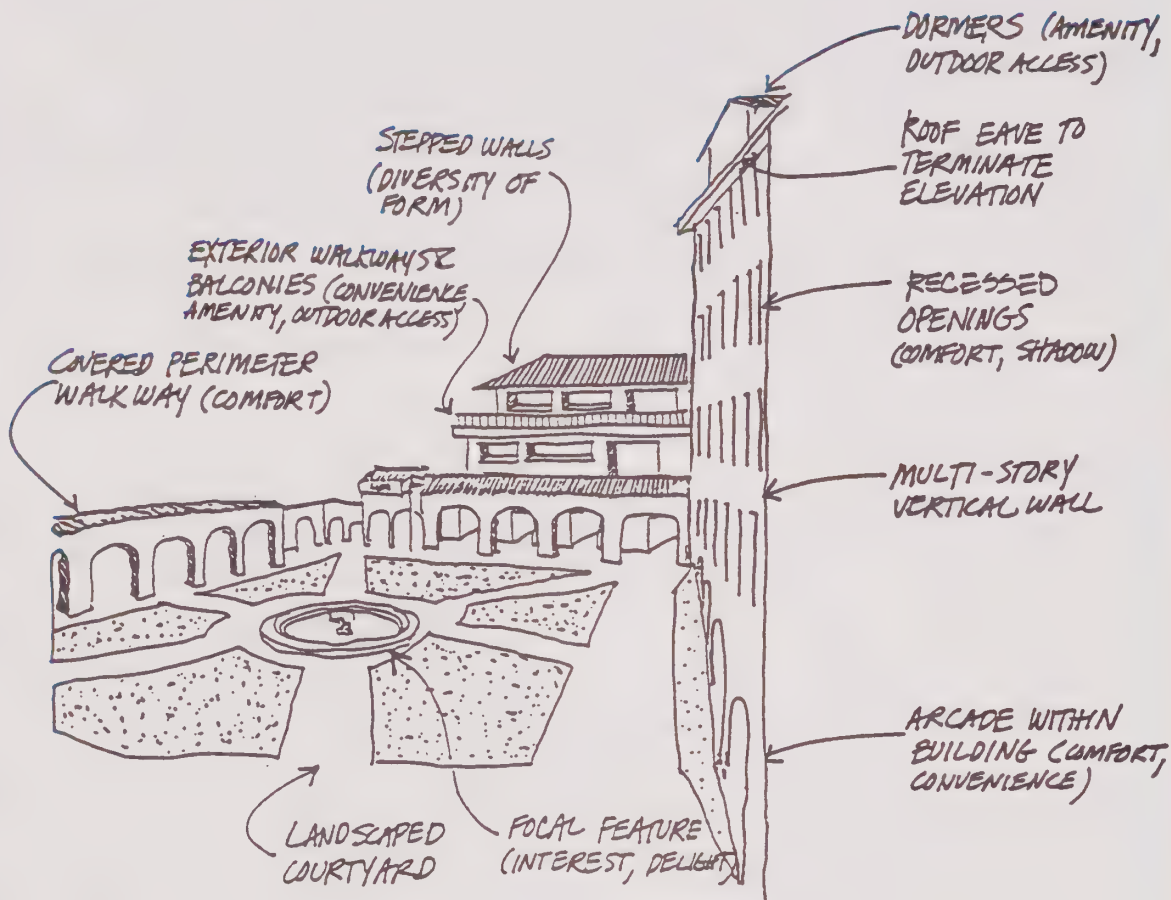 DORMERS (AMENITY,
OUTDOOR ACCESS)
STEPPED WALLS
(DIVERSITY OF
FORM)
ROOF EAVE TO
TERMINATE
ELEVATION
EXTERIOR WALKWAYS &
BALCONIES (CONVENIENCE
AMENITY, OUTDOOR ACCESS)
RECESSED
OPENINGS
(COMFORT, SHADOW)
COVERED PERIMETER
WALKWAY (COMFORT)
MULTI-STORY
VERTICAL WALL
ARCADE WITHIN
BUILDING (COMFORT,
CONVENIENCE)
LANDSCAPED
COURTYARD
FOCAL FEATURE
(INTEREST, DELIGHT)